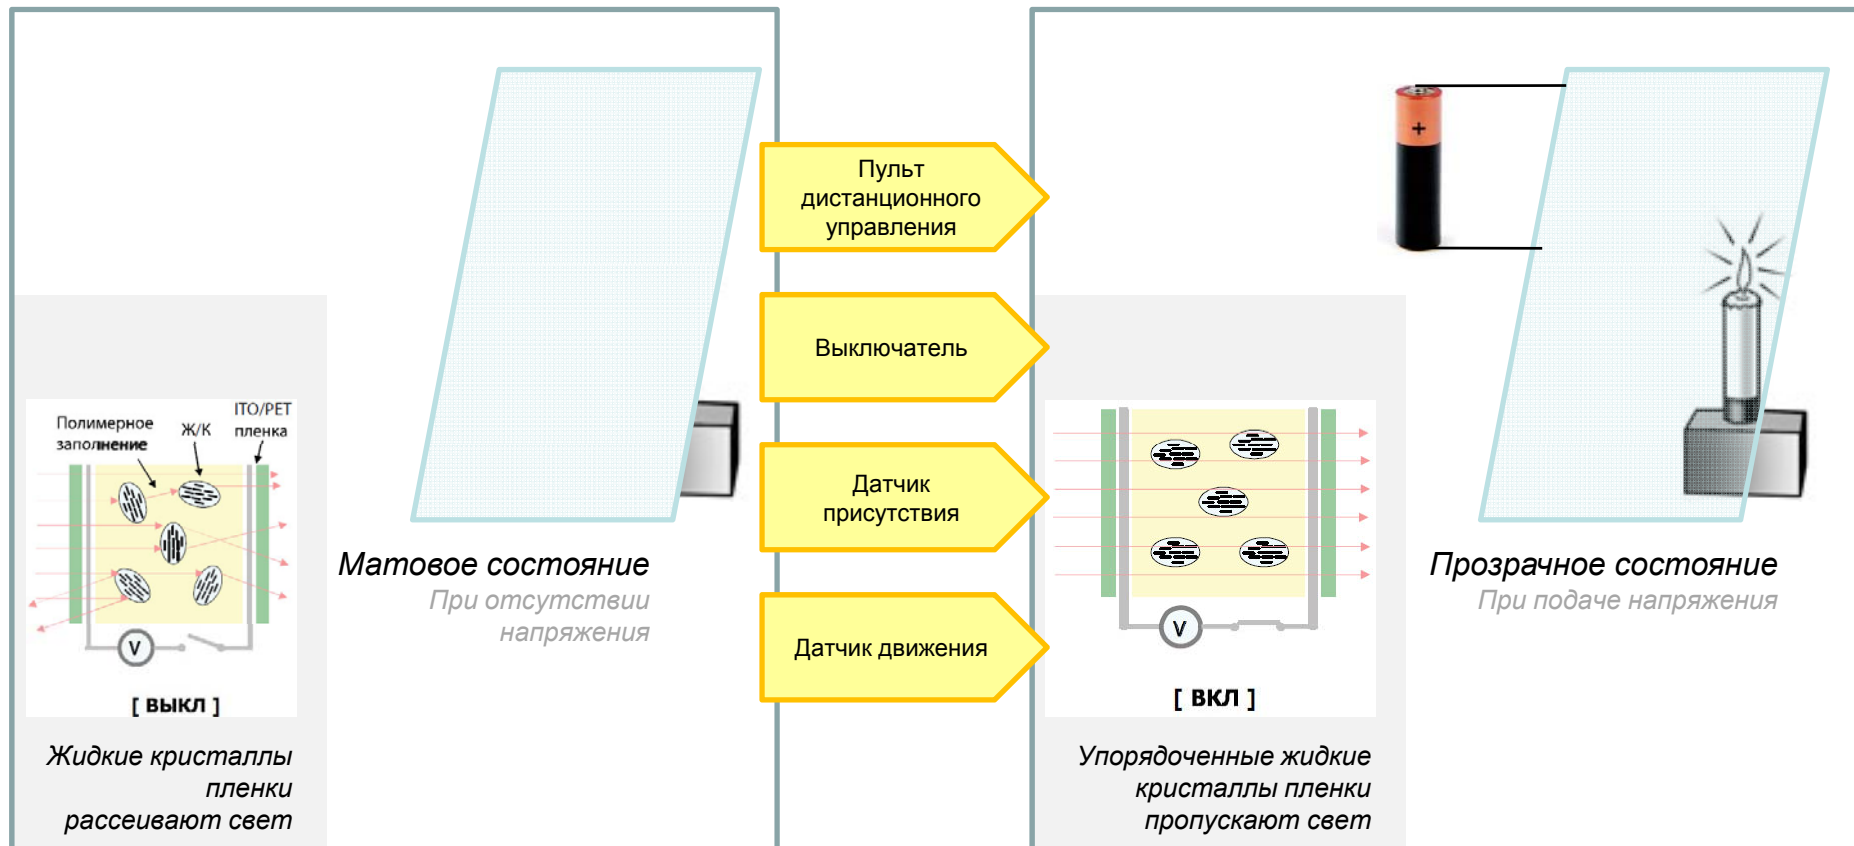 ITO/PET
Полимерное
заполнение
Ж/К
пленка
V
[ ВЫКЛ ]
Жидкие кристаллы
пленки
рассеивают свет
Матовое состояние
При отсутствии
напряжения
Пульт
дистанционного
управления
Выключатель
Датчик
присутствия
Датчик движения
+
V
[ ВКЛ ]
Упорядоченные жидкие
кристаллы пленки
пропускают свет
Прозрачное состояние
При подаче напряжения